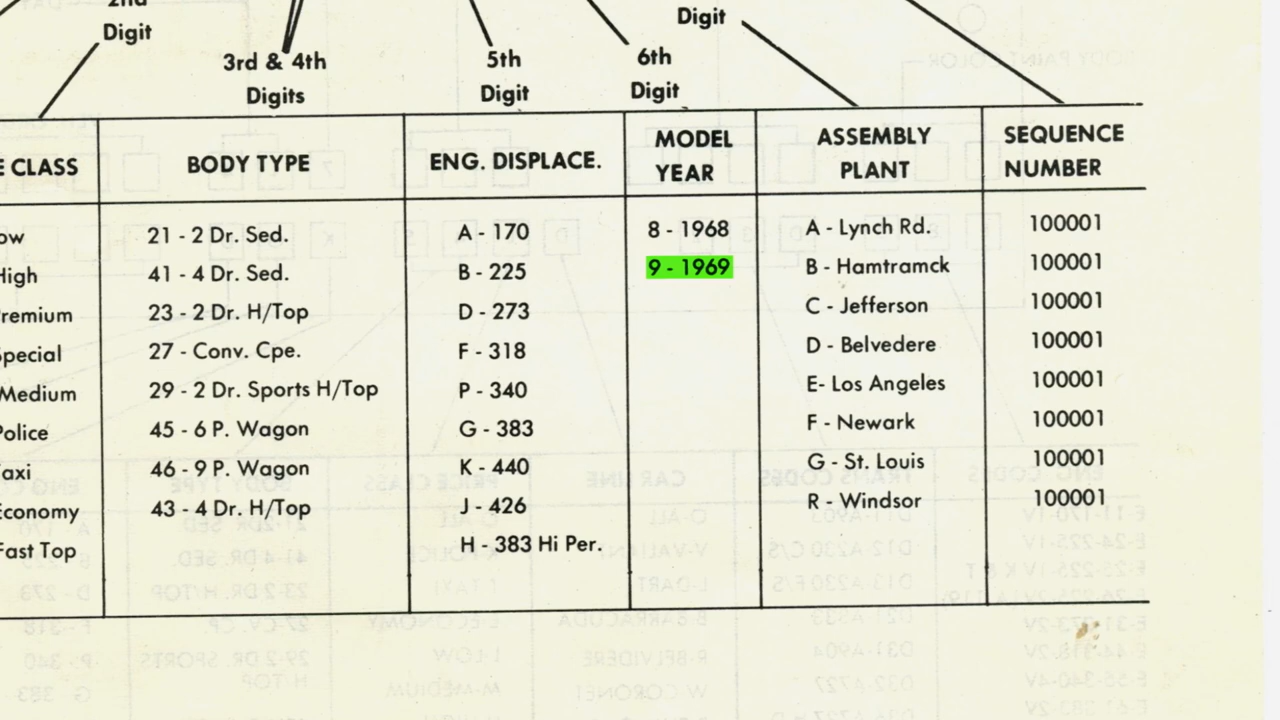 2nd
Digit
3rd & 4th
Digits
5th
Digit
6th
Digit
Digit
E CLASS BODY TYPE ENG. DISPLACE. MODEL YEAR ASSEMBLY PLANT SEQUENCE NUMBER
ow 21 - 2 Dr. Sed. A - 170 8 - 1968 A - Lynch Rd. 100001
High 41 - 4 Dr. Sed. B - 225 9 - 1969 B - Hamtramck 100001
remium 23 - 2 Dr. H/Top D - 273 C - Jefferson 100001
Special 27 - Conv. Cpe. F - 318 D - Belvedere 100001
Medium 29 - 2 Dr. Sports H/Top P - 340 E- Los Angeles 100001
Police 45 - 6 P. Wagon G - 383 F - Newark 100001
axi 46 - 9 P. Wagon K - 440 G - St. Louis 100001
Economy 43 - 4 Dr. H/Top J - 426 R - Windsor 100001
Fast Top H - 383 Hi Per.